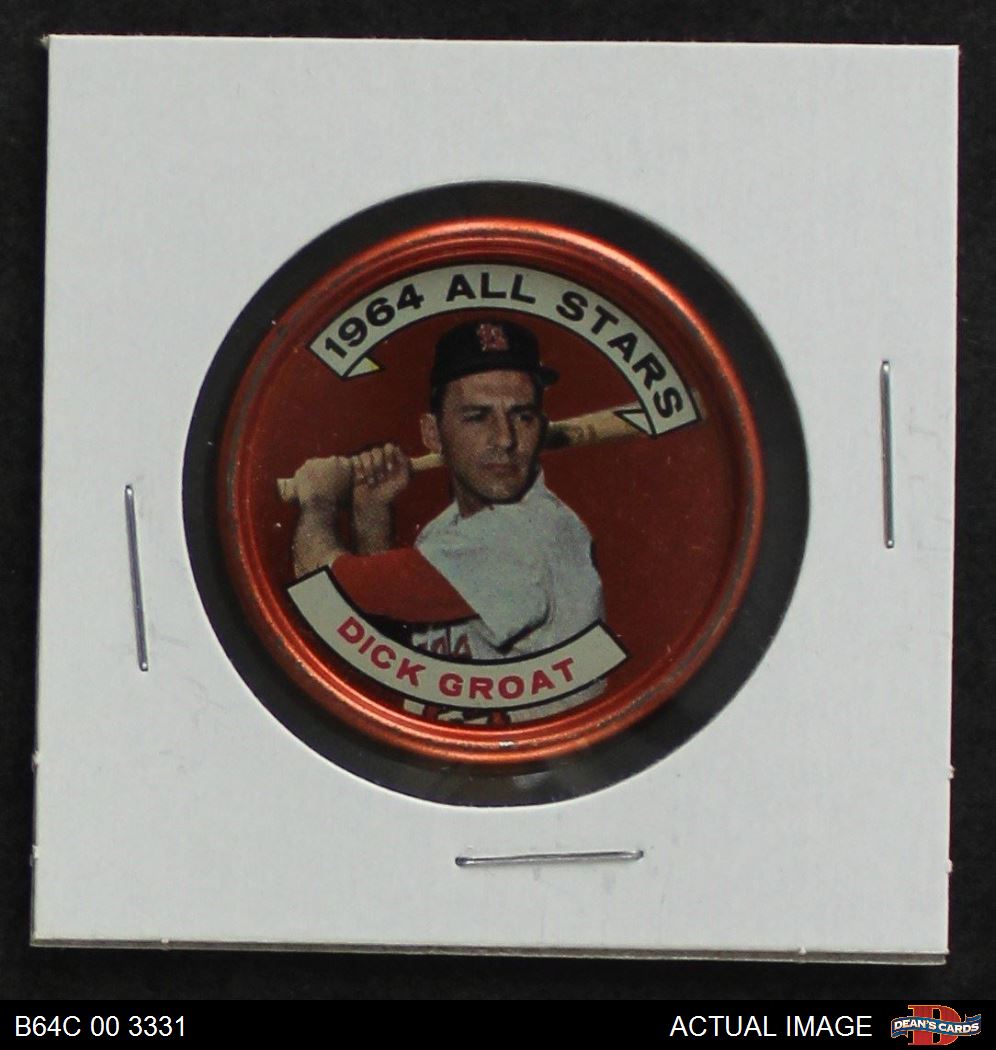 1964 ALL STARS
DICK GROAT
B64C 00 3331
ACTUAL IMAGE
DEAN'S CARDS